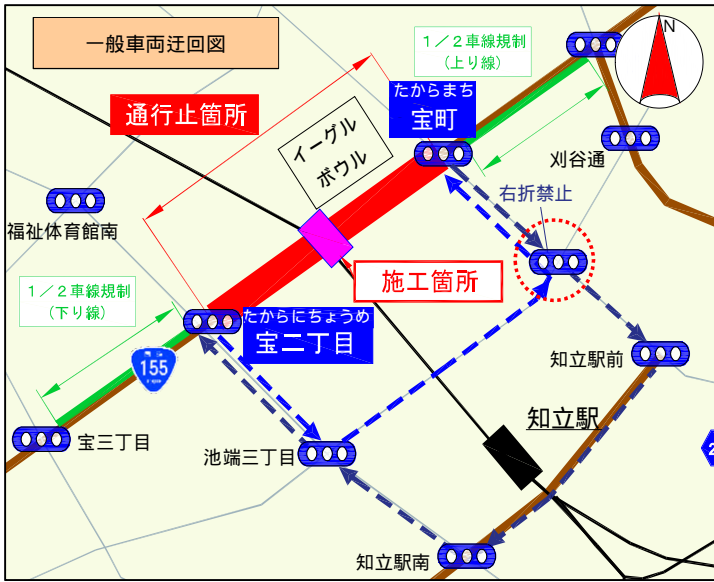 一般車両迂回図
1/2車線規制
(上り線)
N
通行止箇所
たからまち
宝町
イーグル
ボウル
刈谷通
右折禁止
福祉体育館南
施工箇所
1/2車線規制
(下り線)
たからにちょうめ
宝二丁目
155
知立駅前
知立駅
宝三丁目
池端三丁目
2
知立駅南